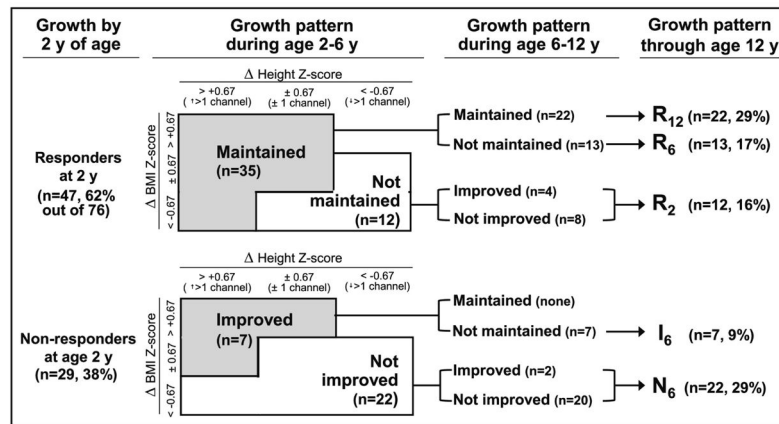 Growth by
2 y of age
Growth pattern
during age 2-6 y
Growth pattern
during age 6-12 y
Growth pattern
through age 12 y
Δ Height Z-score
> +0.67
(↑>1 channel)
± 0.67
(± 1 channel)
< -0.67
(↓>1 channel)
Δ BMI Z-score
> +0.67
± 0.67
< -0.67
Responders
at 2 y
(n=47, 62%
out of 76)
Maintained
(n=35)
Not
maintained
(n=12)
Maintained (n=22)
Not maintained (n=13)
Improved (n=4)
Not improved (n=8)
R12 (n=22, 29%)
R6 (n=13, 17%)
R2 (n=12, 16%)
Δ Height Z-score
> +0.67
(↑>1 channel)
± 0.67
(± 1 channel)
< -0.67
(↓>1 channel)
Δ BMI Z-score
> +0.67
± 0.67
< -0.67
Non-responders
at age 2 y
(n=29, 38%)
Improved
(n=7)
Not
improved
(n=22)
Maintained (none)
Not maintained (n=7)
Improved (n=2)
Not improved (n=20)
I6 (n=7, 9%)
N6 (n=22, 29%)